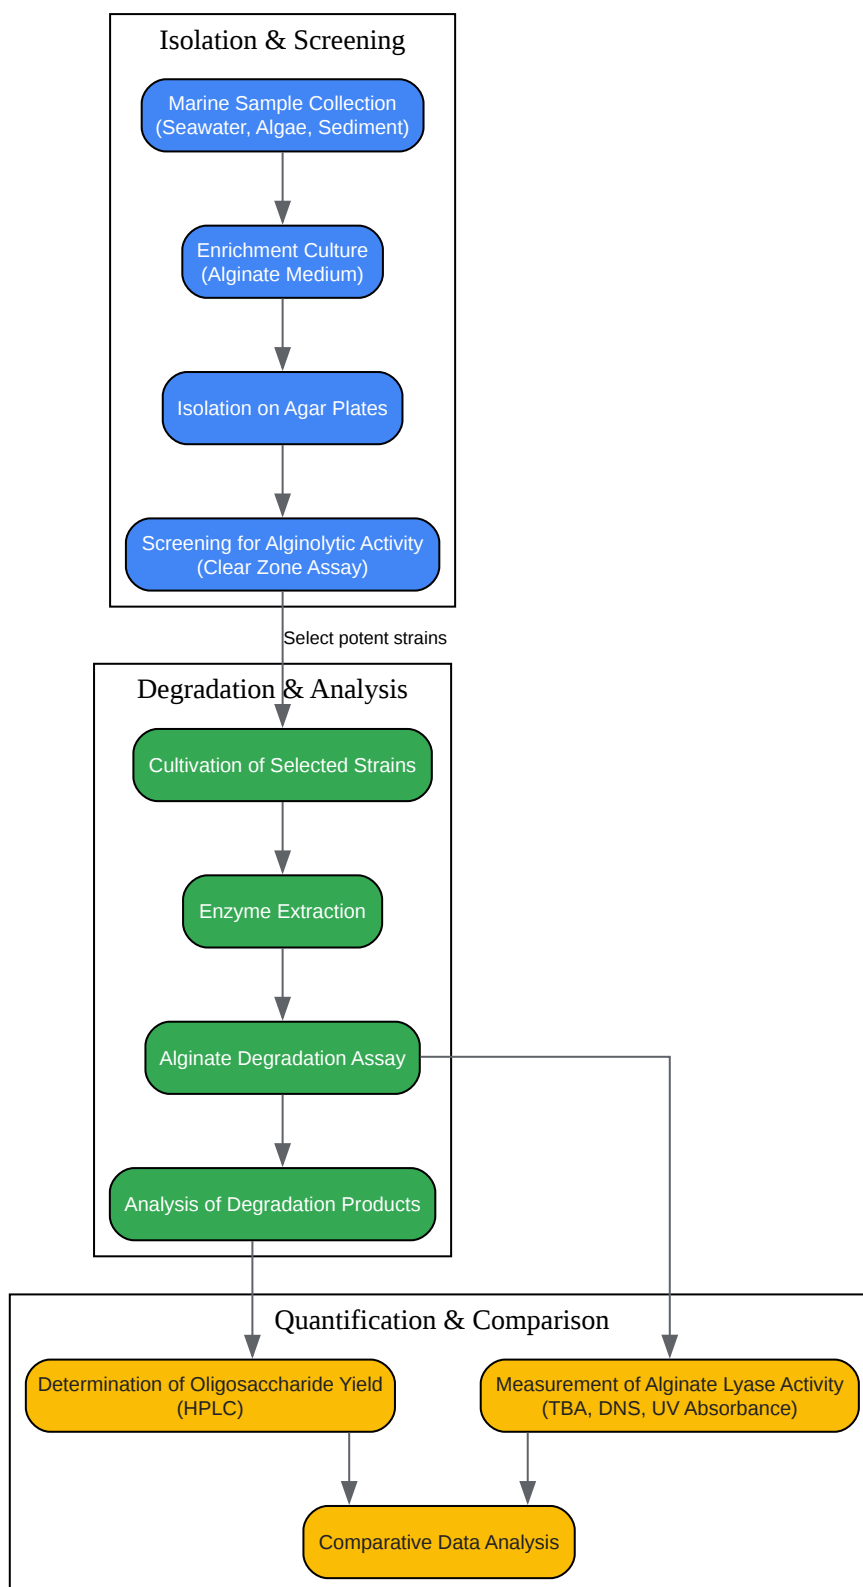 Isolation & Screening
Marine Sample Collection
(Seawater, Algae, Sediment)
Enrichment Culture
(Alginate Medium)
Isolation on Agar Plates
Screening for Alginolytic Activity
(Clear Zone Assay)
Select potent strains
Degradation & Analysis
Cultivation of Selected Strains
Enzyme Extraction
Alginate Degradation Assay
Analysis of Degradation Products
Quantification & Comparison
Determination of Oligosaccharide Yield
(HPLC)
Measurement of Alginate Lyase Activity
(TBA, DNS, UV Absorbance)
Comparative Data Analysis